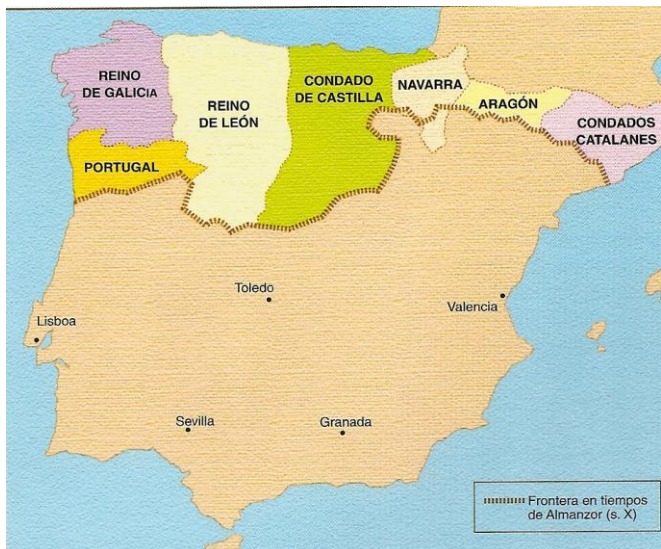 REINO
DE GALICIA
REINO
DE LEÓN
CONDADO
DE CASTILLA
NAVARRA
ARAGÓN
CONDADOS
CATALANES
PORTUGAL
Toledo
Valencia
Lisboa
Sevilla
Granada
Frontera en tiempos
de Almanzor (s. X)